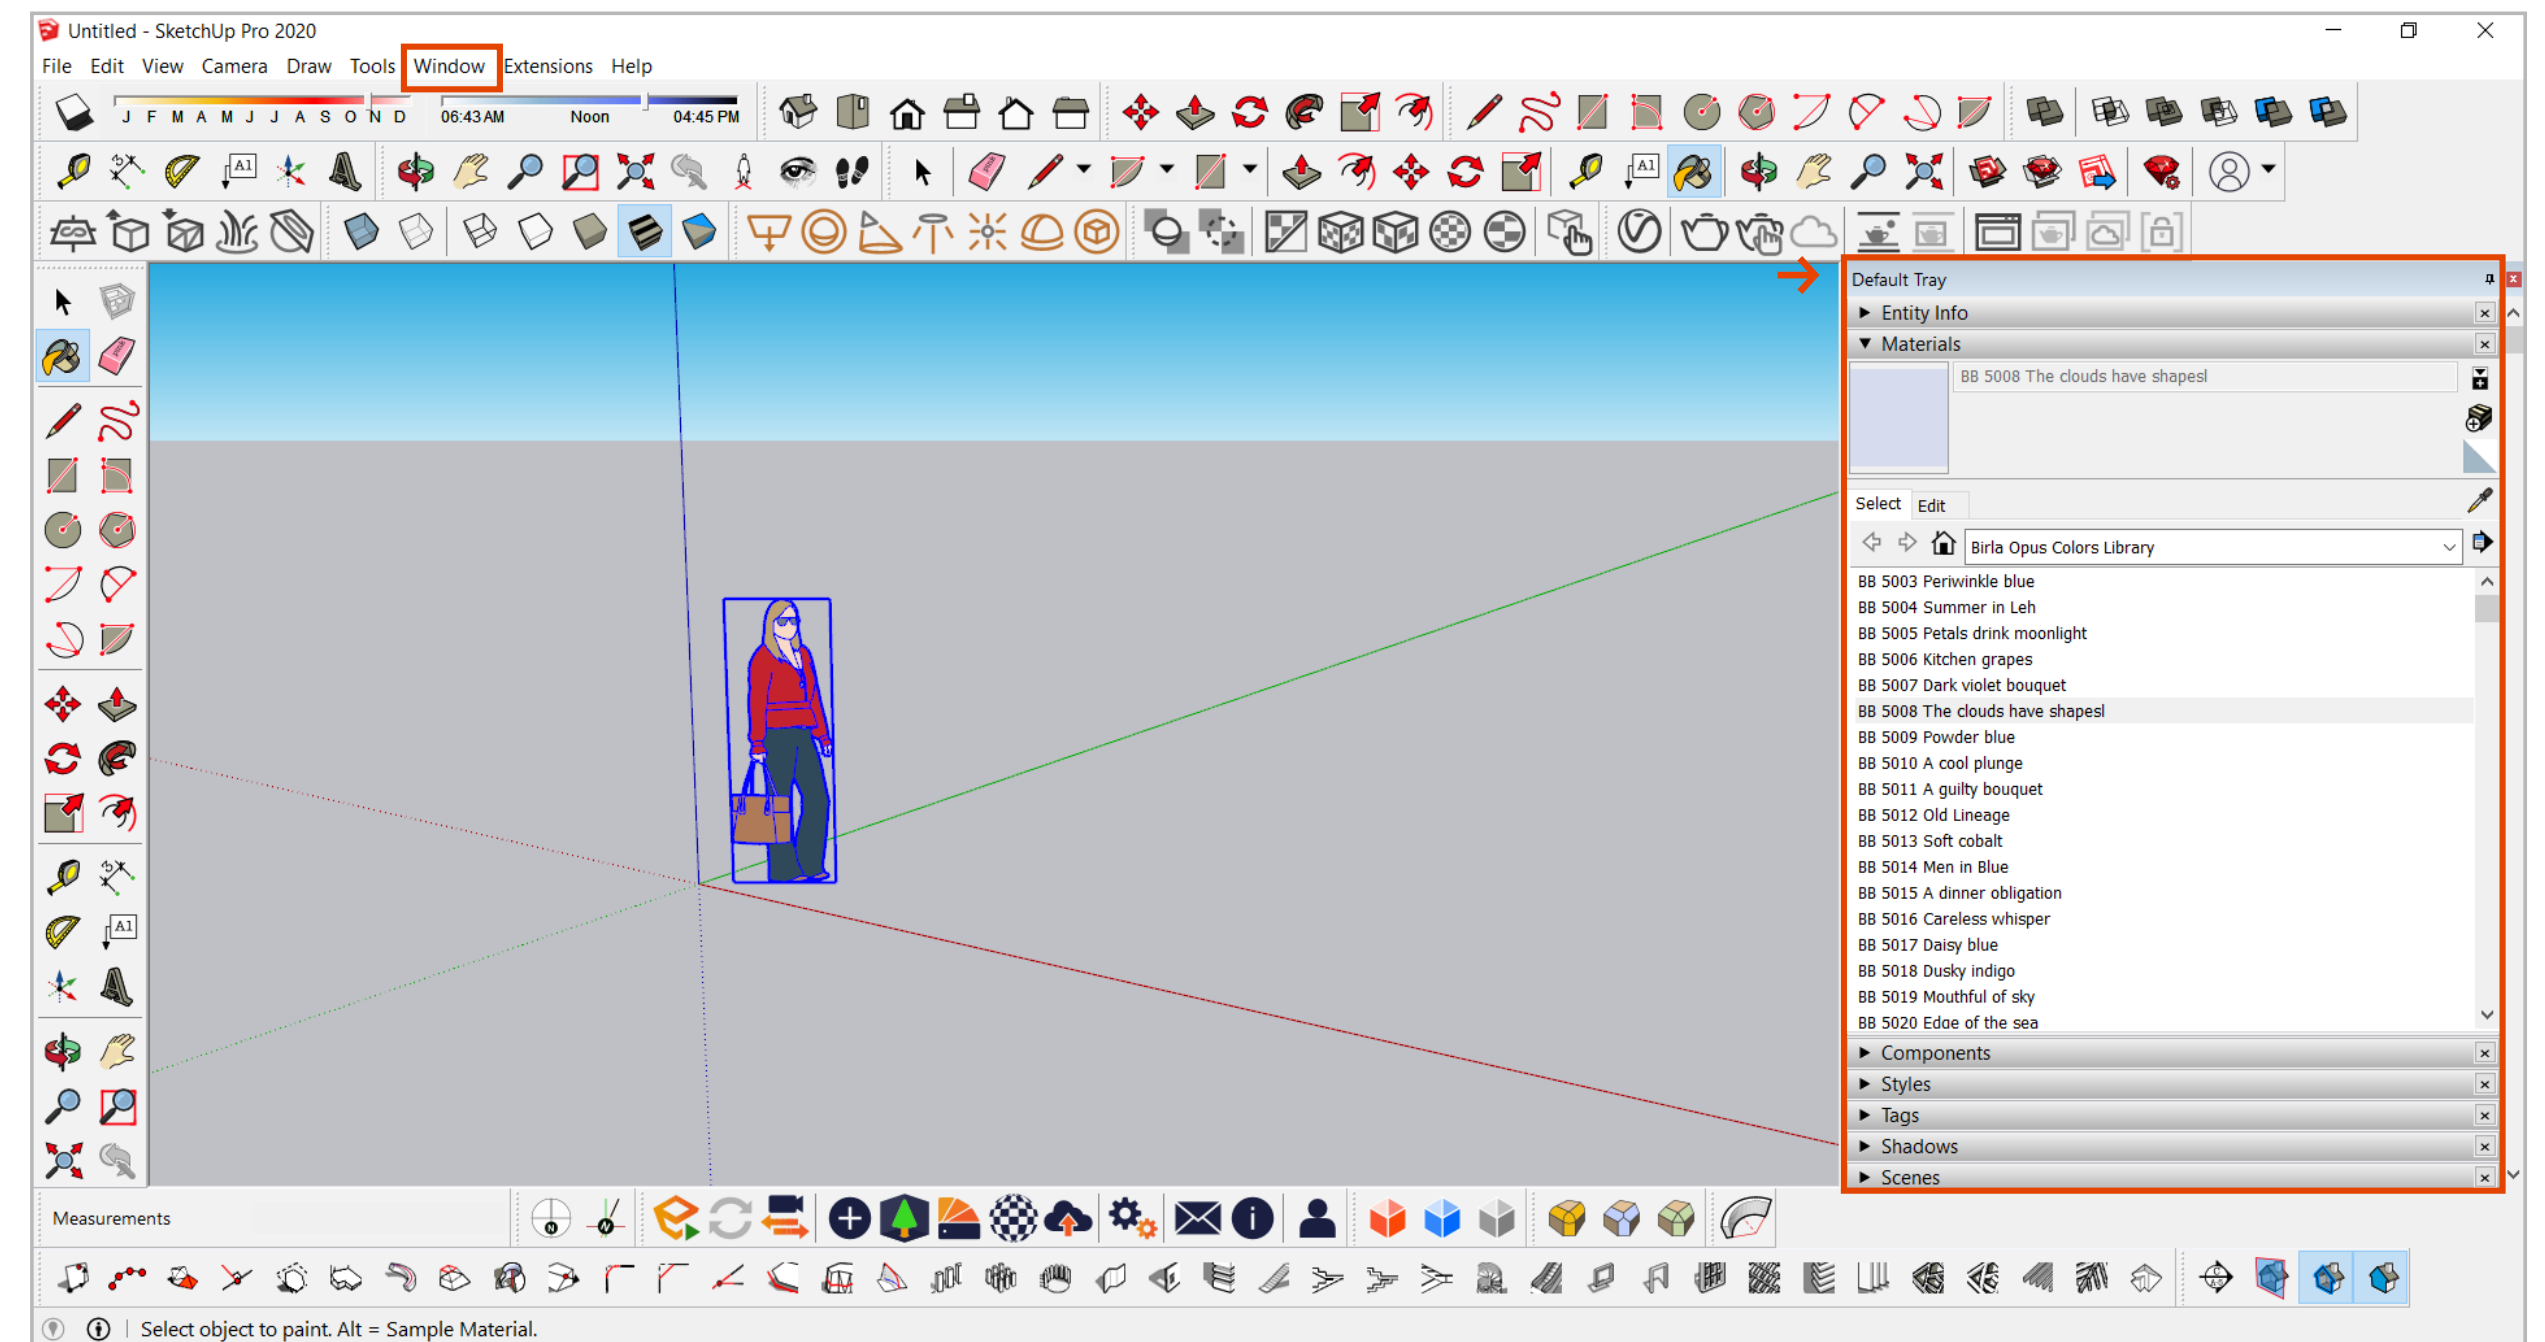 Untitled - SketchUp Pro 2020
File Edit View Camera Draw Tools Window Extensions Help
J F M A M J J A S O N D 06:43 AM Noon 04:45 PM
A1
A1
Default Tray
Entity Info
Materials
BB 5008 The clouds have shapesl
Select Edit
Birla Opus Colors Library
BB 5003 Periwinkle blue
BB 5004 Summer in Leh
BB 5005 Petals drink moonlight
BB 5006 Kitchen grapes
BB 5007 Dark violet bouquet
BB 5008 The clouds have shapesl
BB 5009 Powder blue
BB 5010 A cool plunge
BB 5011 A guilty bouquet
BB 5012 Old Lineage
BB 5013 Soft cobalt
BB 5014 Men in Blue
BB 5015 A dinner obligation
BB 5016 Careless whisper
BB 5017 Daisy blue
BB 5018 Dusky indigo
BB 5019 Mouthful of sky
BB 5020 Edge of the sea
A1
Components
Styles
Tags
Shadows
Scenes
Measurements
Select object to paint. Alt = Sample Material.